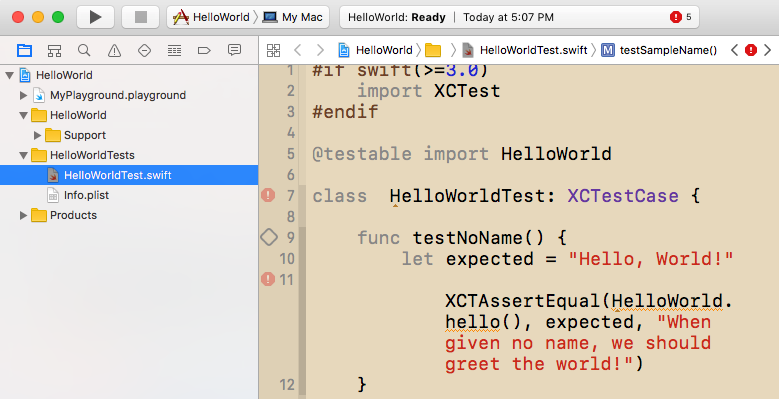 HelloWorld My Mac HelloWorld: Ready Today at 5:07 PM 5
HelloWorld HelloWorldTest.swift M testSampleName()
HelloWorld
MyPlayground.playground
HelloWorld
Support
HelloWorldTests
HelloWorldTest.swift
Info.plist
Products
1 #if swift(>=3.0)
2 import XCTest
3 #endif
4
5 @testable import HelloWorld
6
7 class HelloWorldTest: XCTestCase {
8
9 func testNoName() {
10 let expected = "Hello, World!"
11
XCTAssertEqual(HelloWorld.
hello(), expected, "When
given no name, we should
greet the world!")
12 }